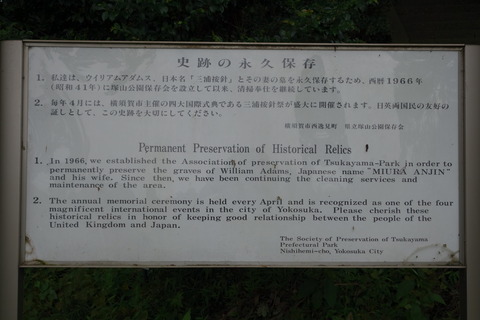 史跡の永久保存
1. 私達は、ウイリアムアダムス、日本名「三浦按針」とその妻の墓を永久保存するため、西暦1966年
(昭和41年)に塚山公園保存会を設立して以来、清掃奉仕を継続しています。
2. 毎年4月には、横須賀市主催の四大国際式典である三浦按針祭が盛大に開催されます。日英両国民の友好の
証しとして、この史跡を大切にしてください。
横須賀市西逸見町 県立塚山公園保存会
Permanent Preservation of Historical Relics
1. In 1966, we established the Association of preservation of Tsukayama-Park in order to
permanently preserve the graves of William Adams, Japanese name "MIURA ANJIN"
and his wife. Since then, we have been continuing the cleaning services and
maintenance of the area.
2. The annual memorial ceremony is held every April and is recognized as one of the four
magnificent international events in the city of Yokosuka. Please cherish these
historical relics in honor of keeping good relationship between the people of the
United Kingdom and Japan.
The Society of Preservation of Tsukayama
Prefectural Park
Nishihemi-cho, Yokosuka City